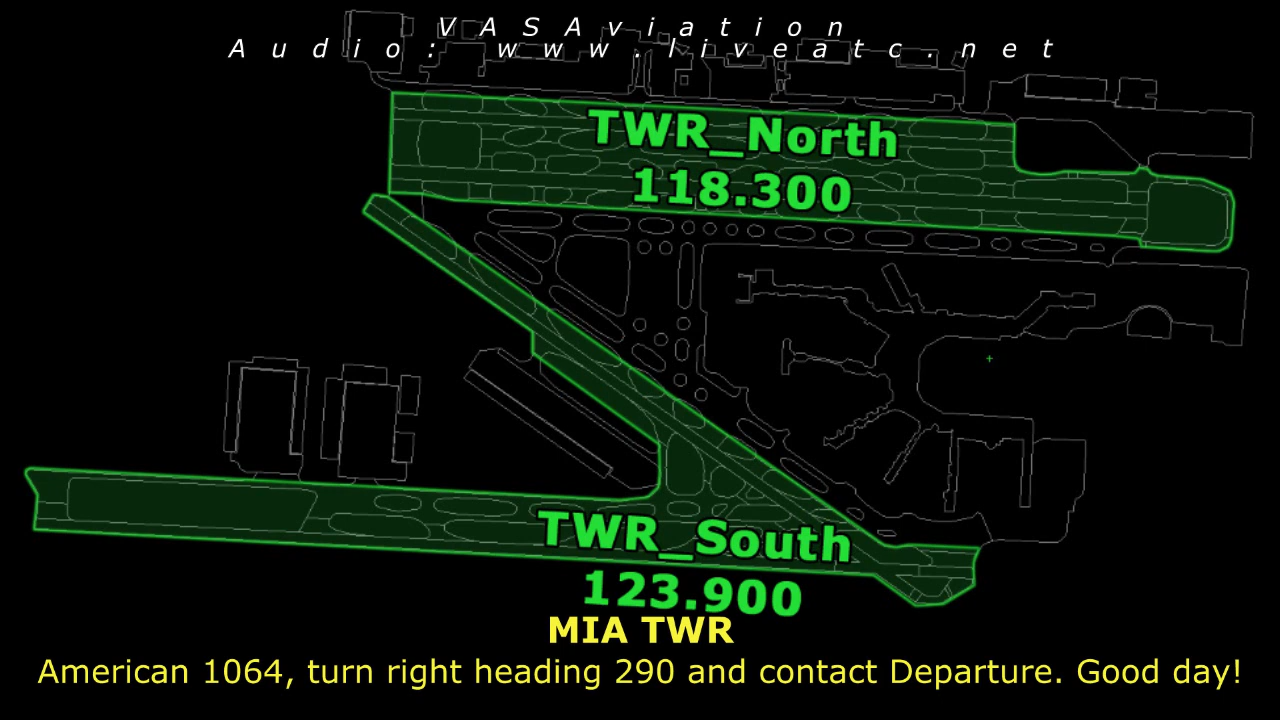 V A S A v i a t i o n
A u d i o : w w w . l i v e a t c . n e t
TWR_North
118.300
TWR_South
123.900
MIA TWR
American 1064, turn right heading 290 and contact Departure. Good day!